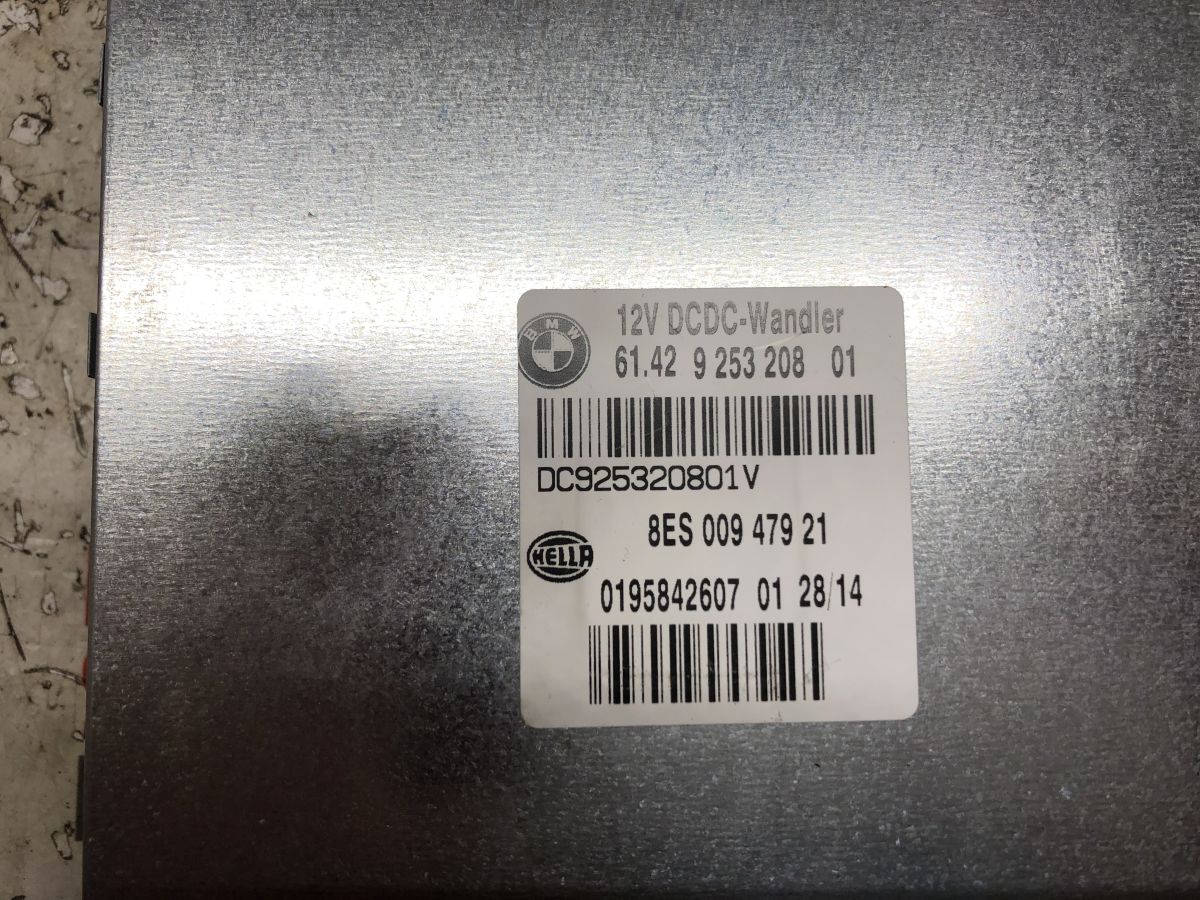 BMW
12V DCDC-Wandler
61.42 9 253 208 01
DC925320801V
8ES 009 479 21
HELLA
0195842607 01 28/14